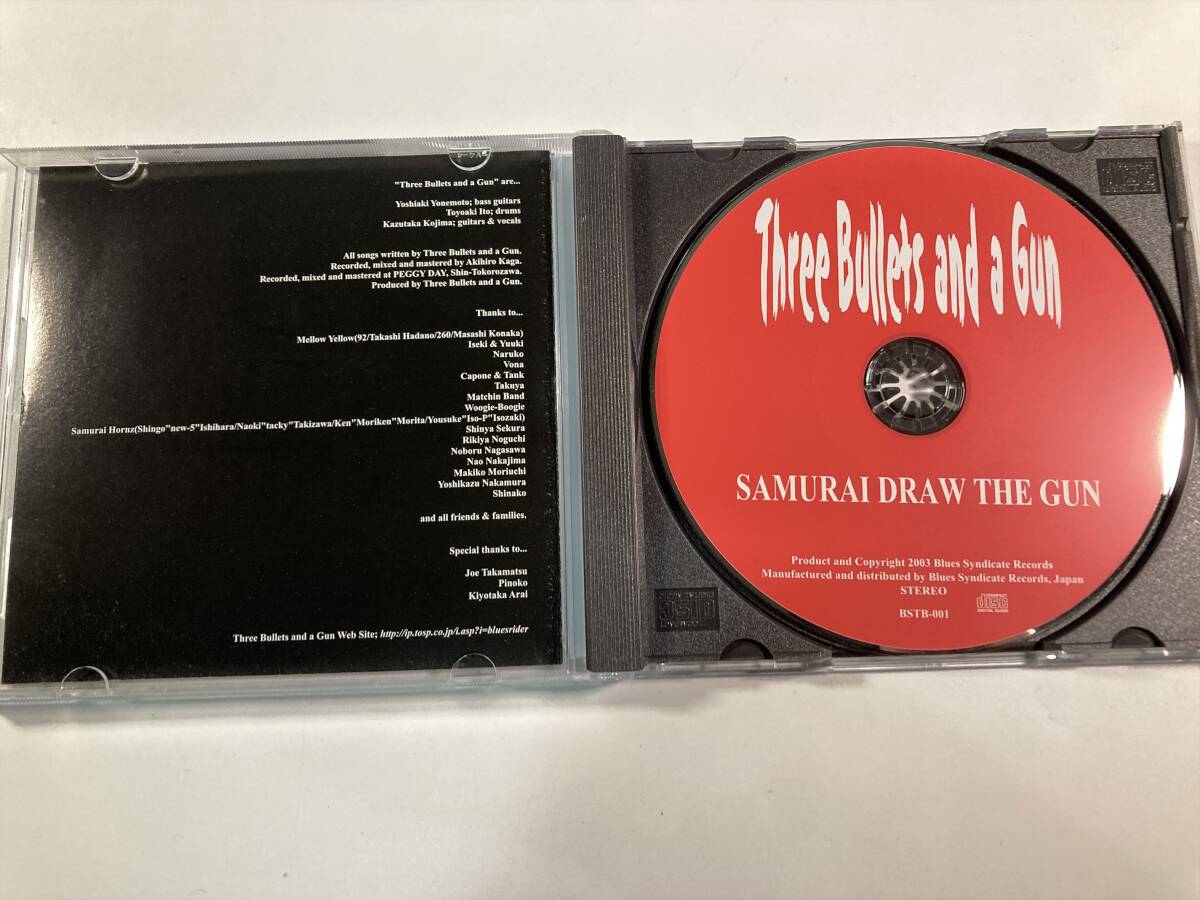 "Three Bullets and a Gun" are...
Yoshiaki Yonemoto; bass guitars
Toyoaki Ito; drums
Kazutaka Kojima; guitars & vocals
All songs written by Three Bullets and a Gun.
Recorded, mixed and mastered by Akihiro Kaga.
Recorded, mixed and mastered at PEGGY DAY, Shin-Tokorozawa.
Produced by Three Bullets and a Gun.
Thanks to...
Mellow Yellow(92/Takashi Hadano/260/Masashi Konaka)
Iseki & Yuuki
Naruko
Vona
Capone & Tank
Takuya
Matchin Band
Woogie-Boogie
Samurai Hornz(Shingo"new-5"Ishihara/Naoki"tacky"Takizawa/Ken"Moriken"Morita/Yousuke"Iso-P"Isozaki)
Shinya Sekura
Rikiya Noguchi
Noboru Nagasawa
Nao Nakajima
Makiko Moriuchi
Yoshikazu Nakamura
Shinako
and all friends & families.
Special thanks to...
Joe Takamatsu
Pinoko
Kiyotaka Arai
Three Bullets and a Gun Web Site; http://ip.tosp.co.jp/i.asp?i=bluesrider
Three Bullets and a Gun
SAMURAI DRAW THE GUN
Product and Copyright 2003 Blues Syndicate Records
Manufactured and distributed by Blues Syndicate Records, Japan
STEREO
COMPACT
disc
DIGITAL AUDIO
BSTB-001